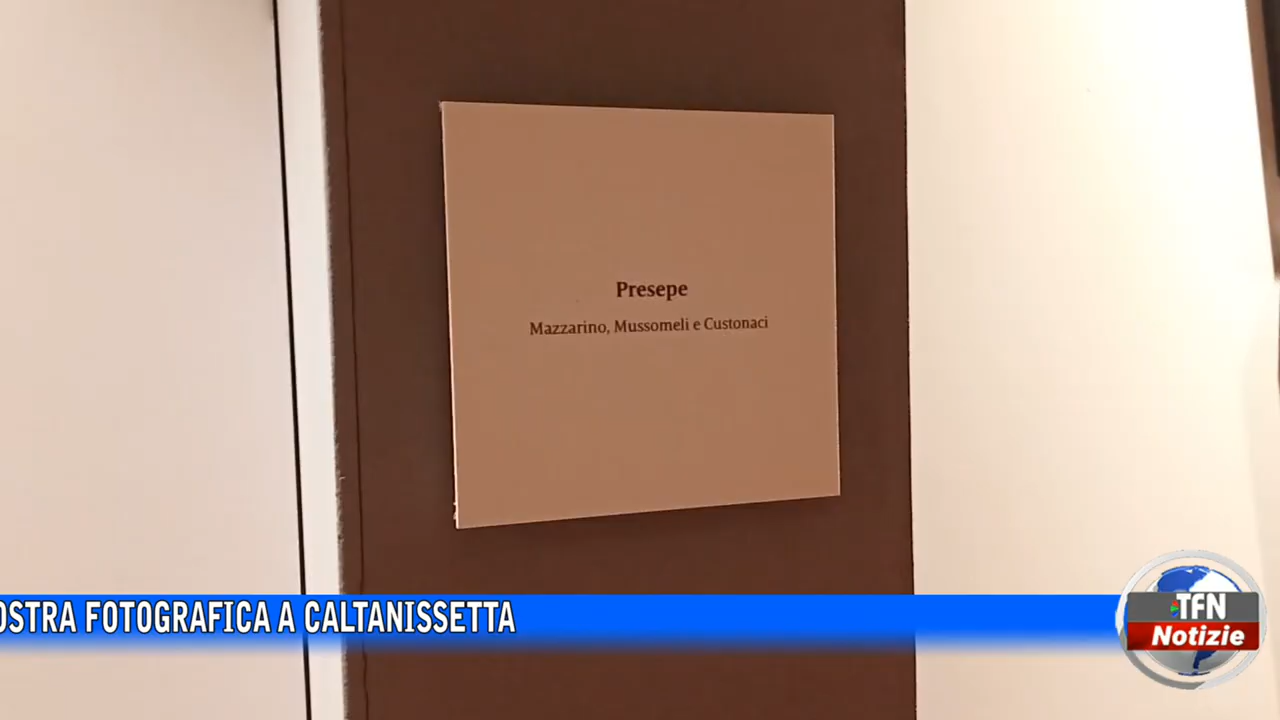 Presepe
Mazzarino, Mussomeli e Custonaci
OSTRA FOTOGRAFICA A CALTANISSETTA
TFN
Notizie